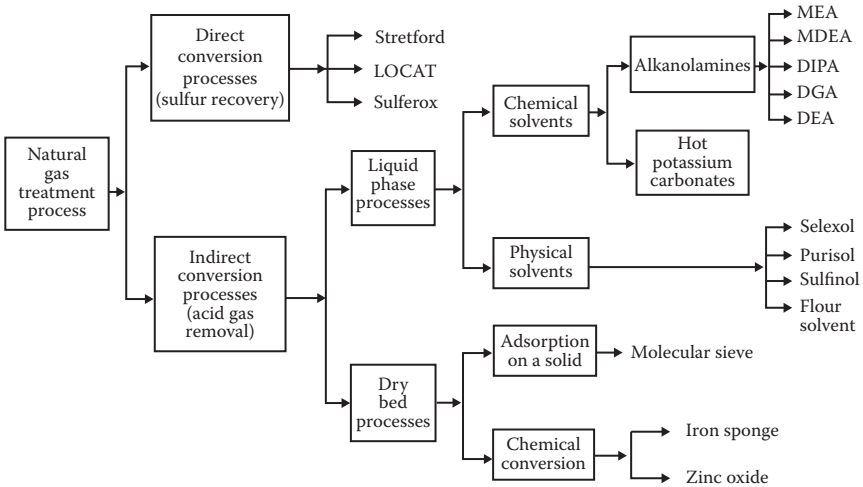 Natural
gas
treatment
process
Direct
conversion
processes
(sulfur recovery)
Stretford
LOCAT
Sulferox
Indirect
conversion
processes
(acid gas
removal)
Liquid
phase
processes
Chemical
solvents
Alkanolamines
MEA
MDEA
DIPA
DGA
DEA
Hot
potassium
carbonates
Physical
solvents
Selexol
Purisol
Sulfinol
Flour
solvent
Dry
bed
processes
Adsorption
on a solid
Molecular sieve
Chemical
conversion
Iron sponge
Zinc oxide